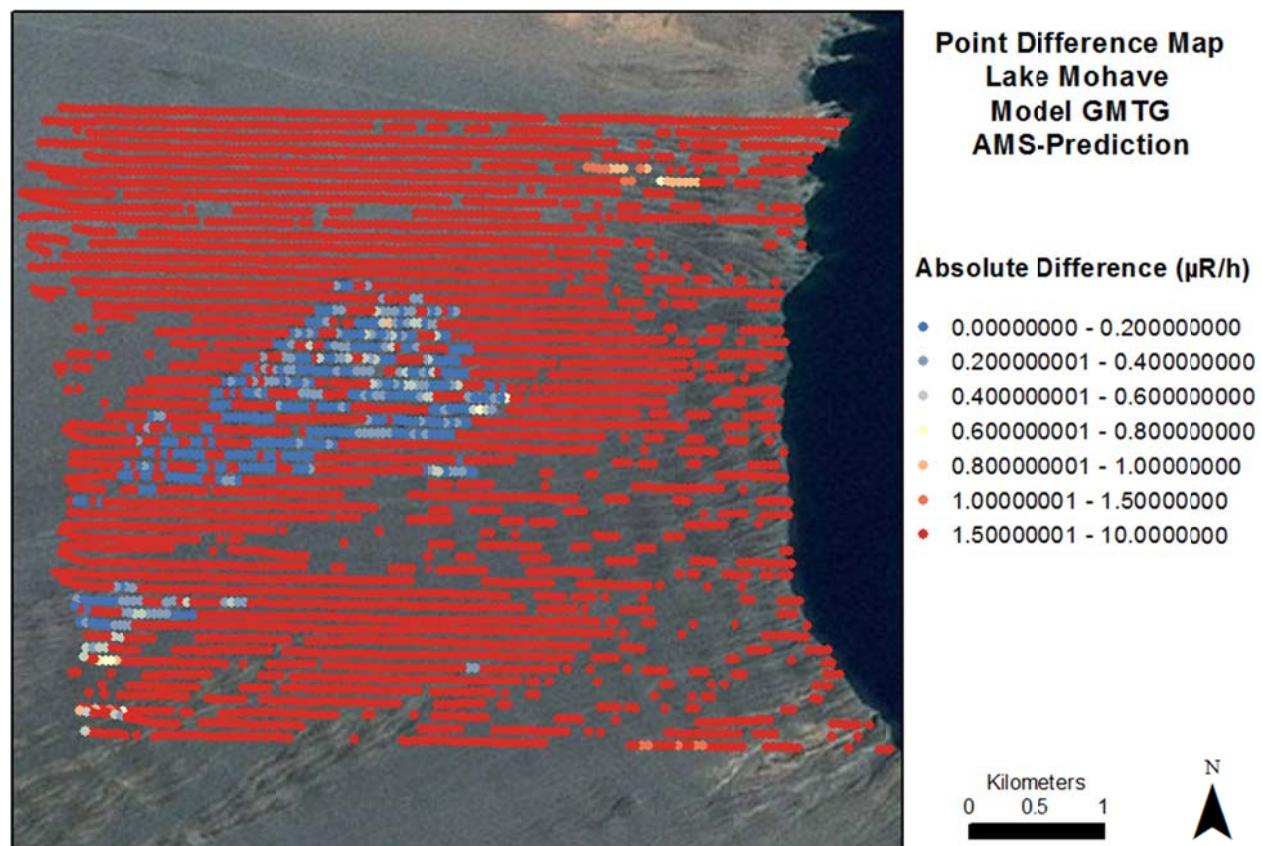 Point Difference Map
Lake Mohave
Model GMTG
AMS-Prediction
Absolute Difference (µR/h)
0.00000000 - 0.200000000
0.200000001 - 0.400000000
0.400000001 - 0.600000000
0.600000001 - 0.800000000
0.800000001 - 1.00000000
1.00000001 - 1.50000000
1.50000001 - 10.0000000
Kilometers
0 0.5 1
N